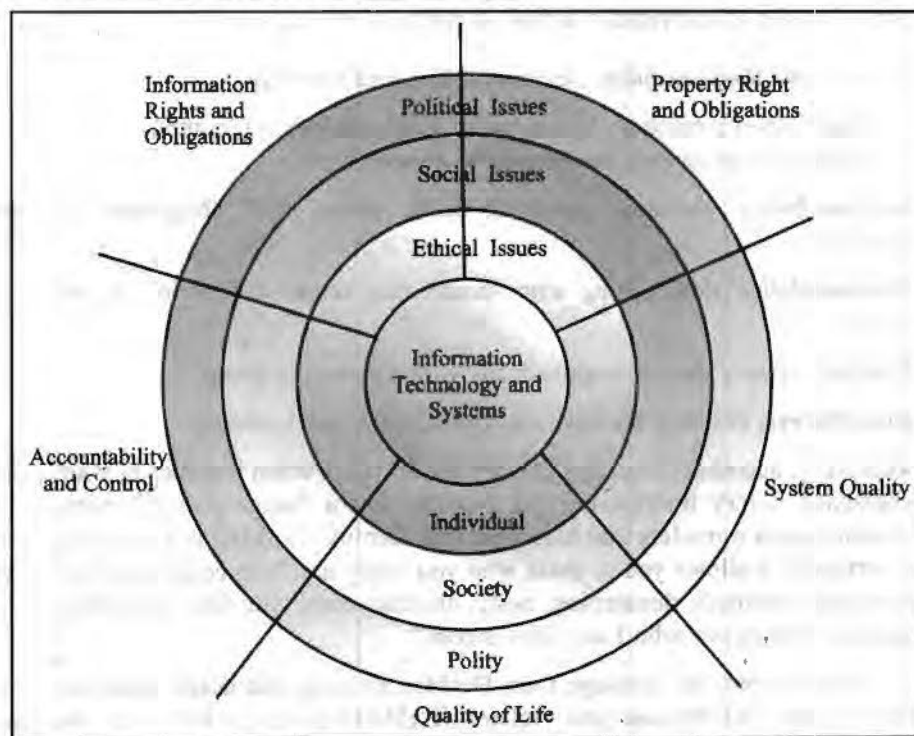 Information
Rights and
Obligations
Property Right
and Obligations
Political Issues
Social Issues
Ethical Issues
Information
Technology and
Systems
Accountability
and Control
System Quality
Individual
Society
Polity
Quality of Life